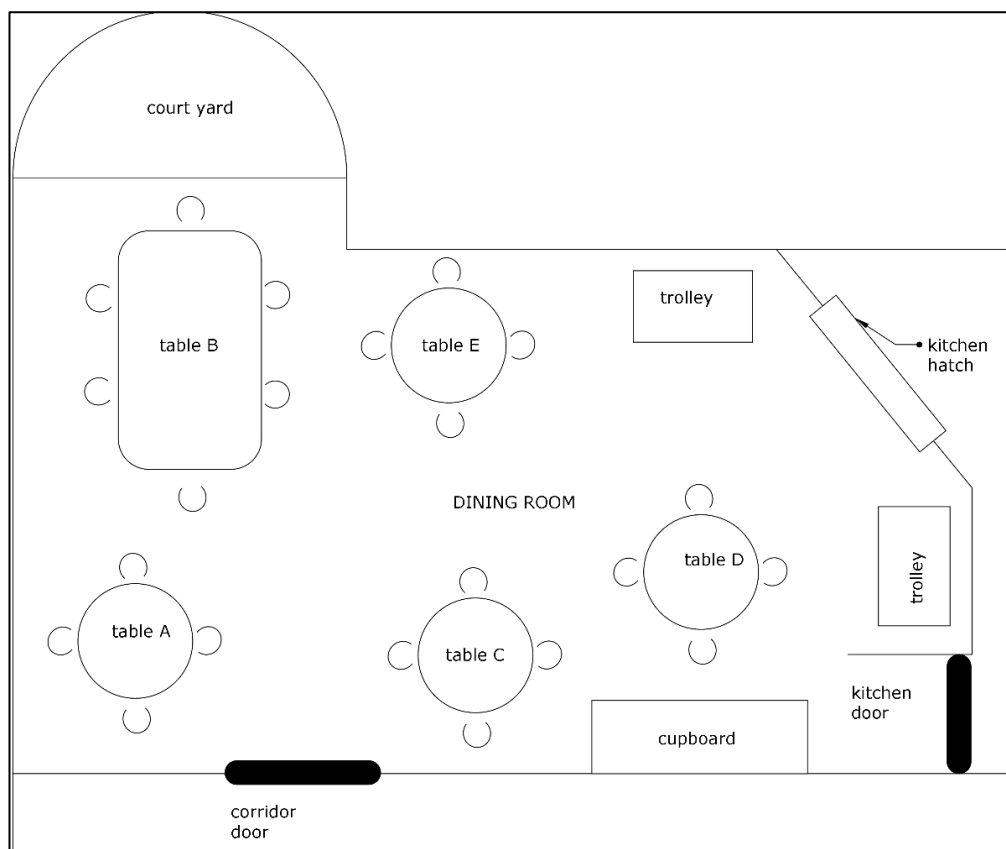 court yard
table B
table E
trolley
kitchen
hatch
DINING ROOM
table D
trolley
table A
table C
kitchen
door
cupboard
corridor
door